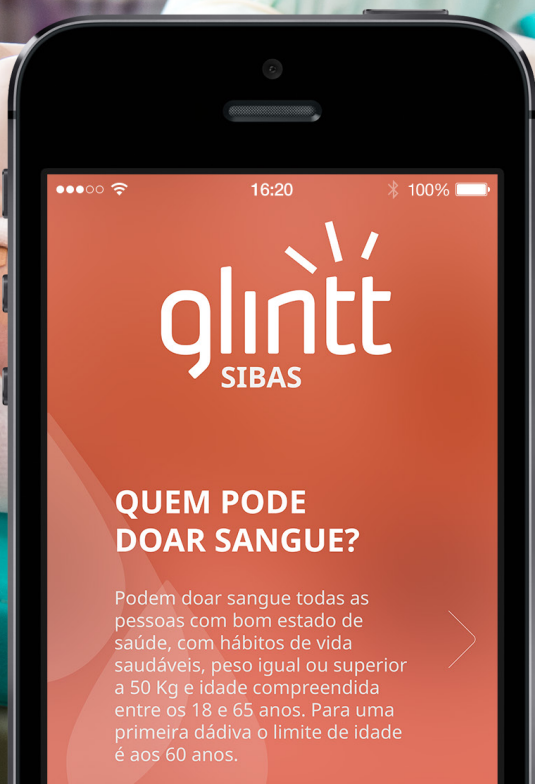 16:20
100%
glintt
SIBAS
QUEM PODE
DOAR SANGUE?
Podem doar sangue todas as
pessoas com bom estado de
saúde, com hábitos de vida
saudáveis, peso igual ou superior
a 50 Kg e idade compreendida
entre os 18 e 65 anos. Para uma
primeira dádiva o limite de idade
é aos 60 anos.